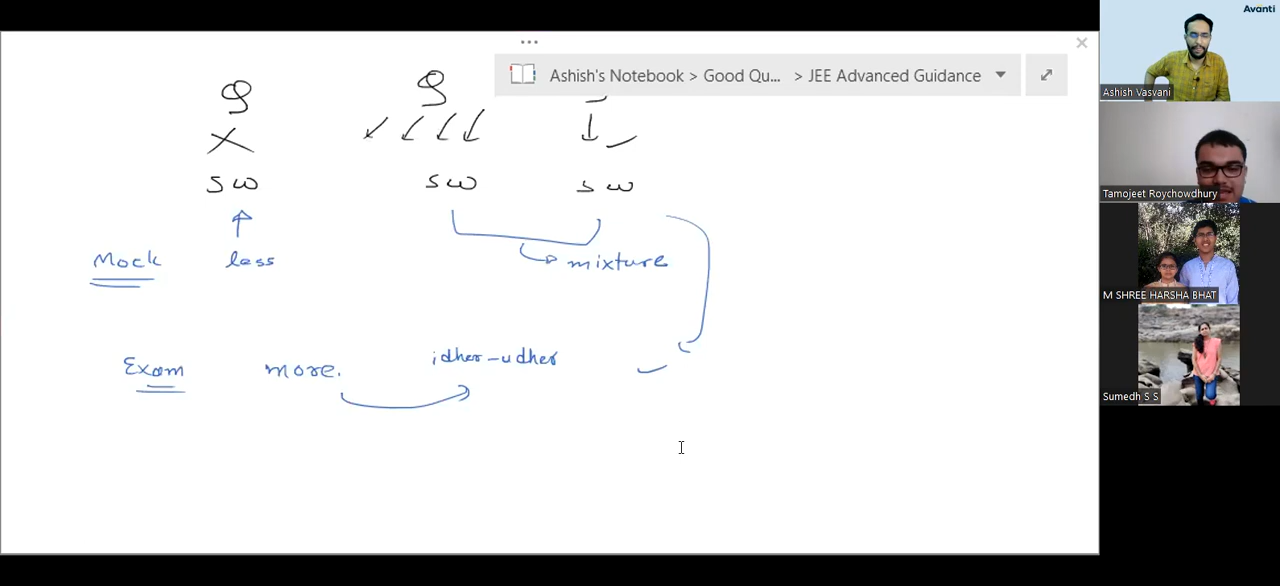 Avanti
Ashish's Notebook > Good Qu... > JEE Advanced Guidance
Ashish Vasvani
Q Q
SW SW SW
Tamojeet Roychowdhury
Mock less mixture
M SHREE HARSHA BHAT
Exam more. idher-udher
Sumedh S S